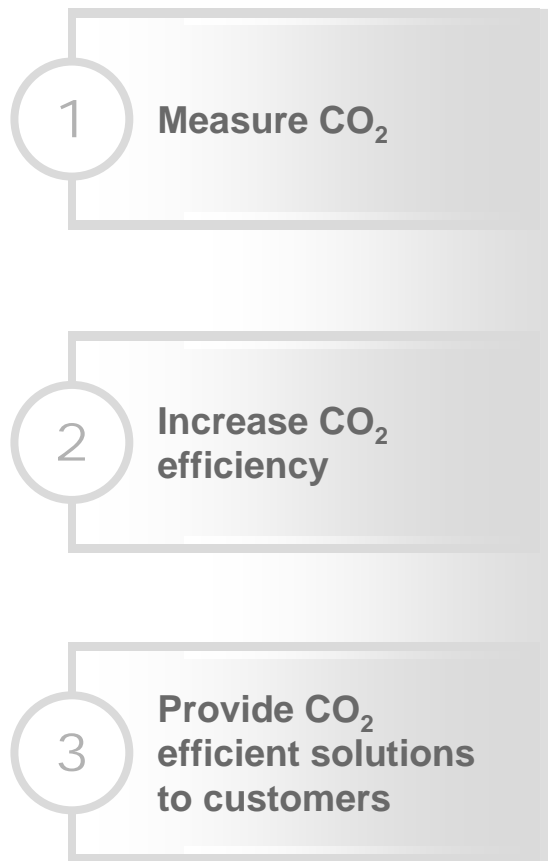 1
Measure CO₂
2
Increase CO₂
efficiency
3
Provide CO₂
efficient solutions
to customers